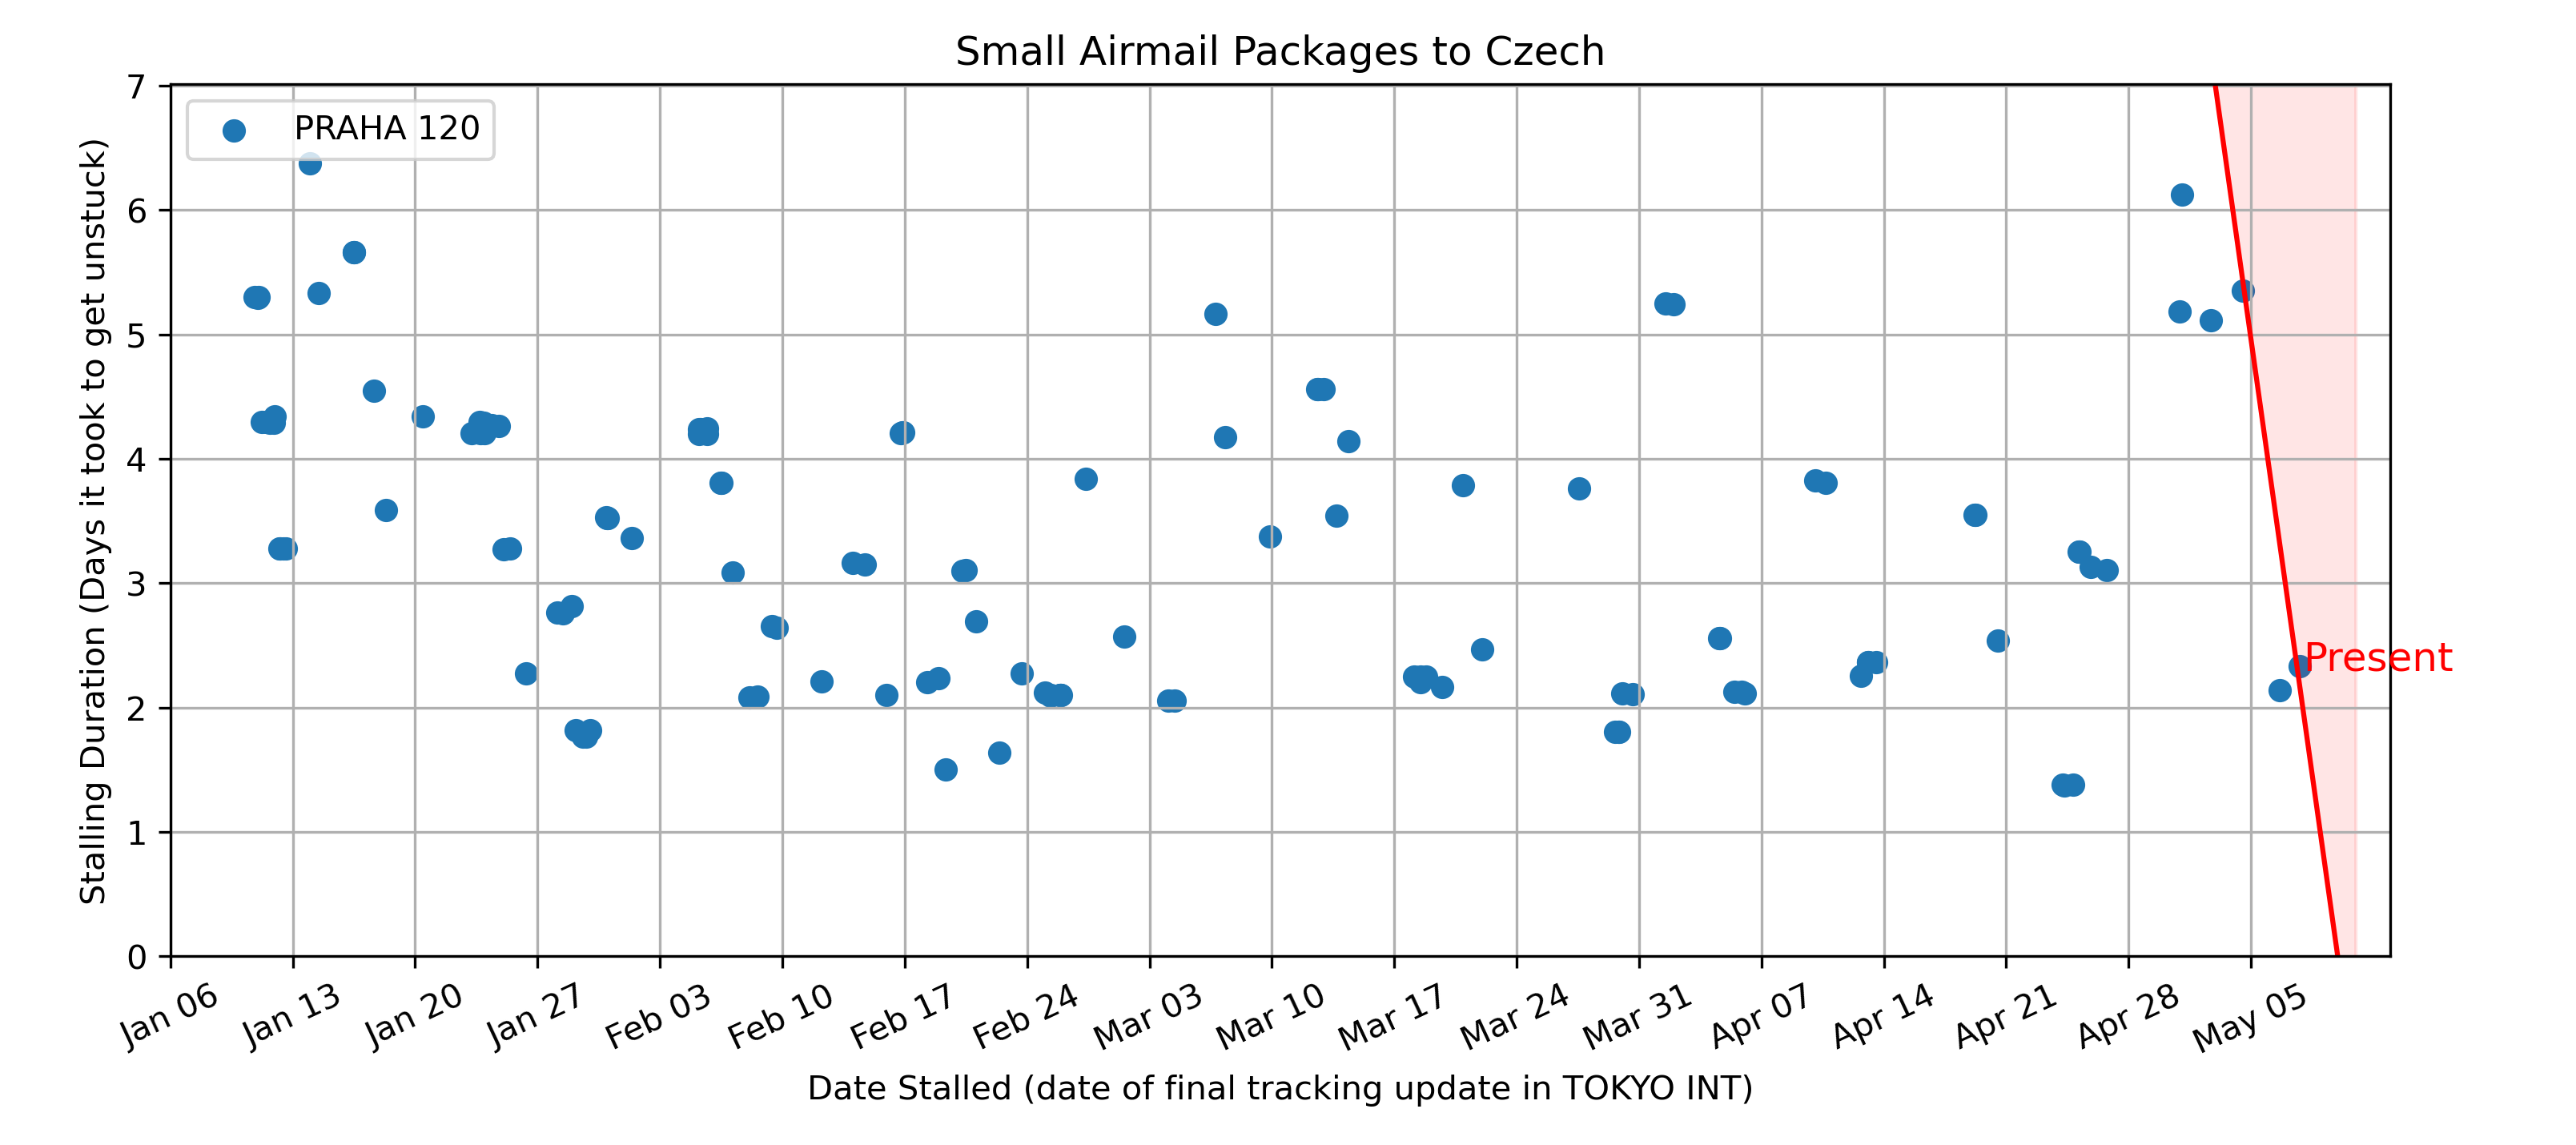 Small Airmail Packages to Czech
PRAHA 120
Stalling Duration (Days it took to get unstuck)
7
6
5
4
3
2
1
0
Present
Jan 06
Jan 13
Jan 20
Jan 27
Feb 03
Feb 10
Feb 17
Feb 24
Mar 03
Mar 10
Mar 17
Mar 24
Mar 31
Apr 07
Apr 14
Apr 21
Apr 28
May 05
Date Stalled (date of final tracking update in TOKYO INT)